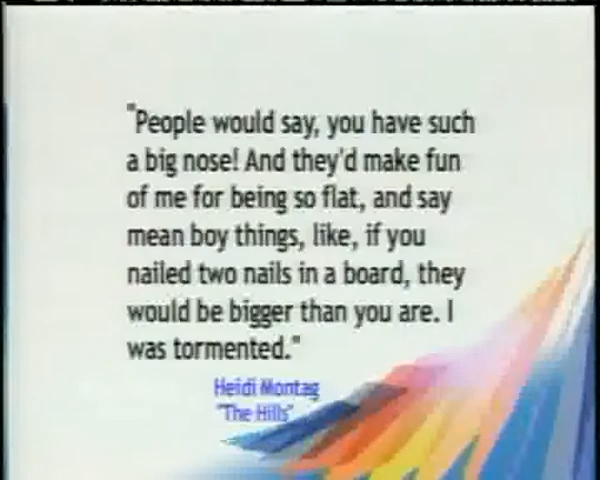 "People would say, you have such
a big nose! And they'd make fun
of me for being so flat, and say
mean boy things, like, if you
nailed two nails in a board, they
would be bigger than you are. I
was tormented."
Heidi Montag
"The Hills"